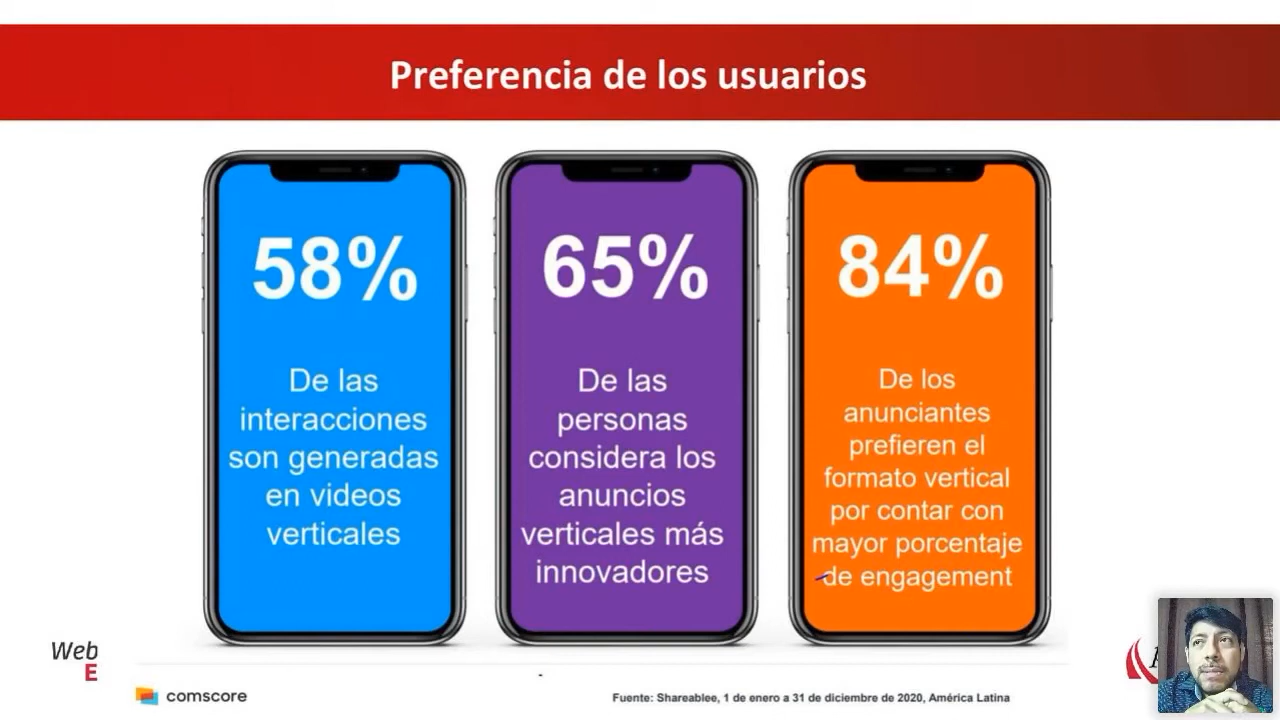 Preferencia de los usuarios
58%
De las
interacciones
son generadas
en videos
verticales
65%
De las
personas
considera los
anuncios
verticales más
innovadores
84%
De los
anunciantes
prefieren el
formato vertical
por contar con
mayor porcentaje
de engagement
Web
E
comscore
Fuente: Shareablee, 1 de enero a 31 de diciembre de 2020, América Latina